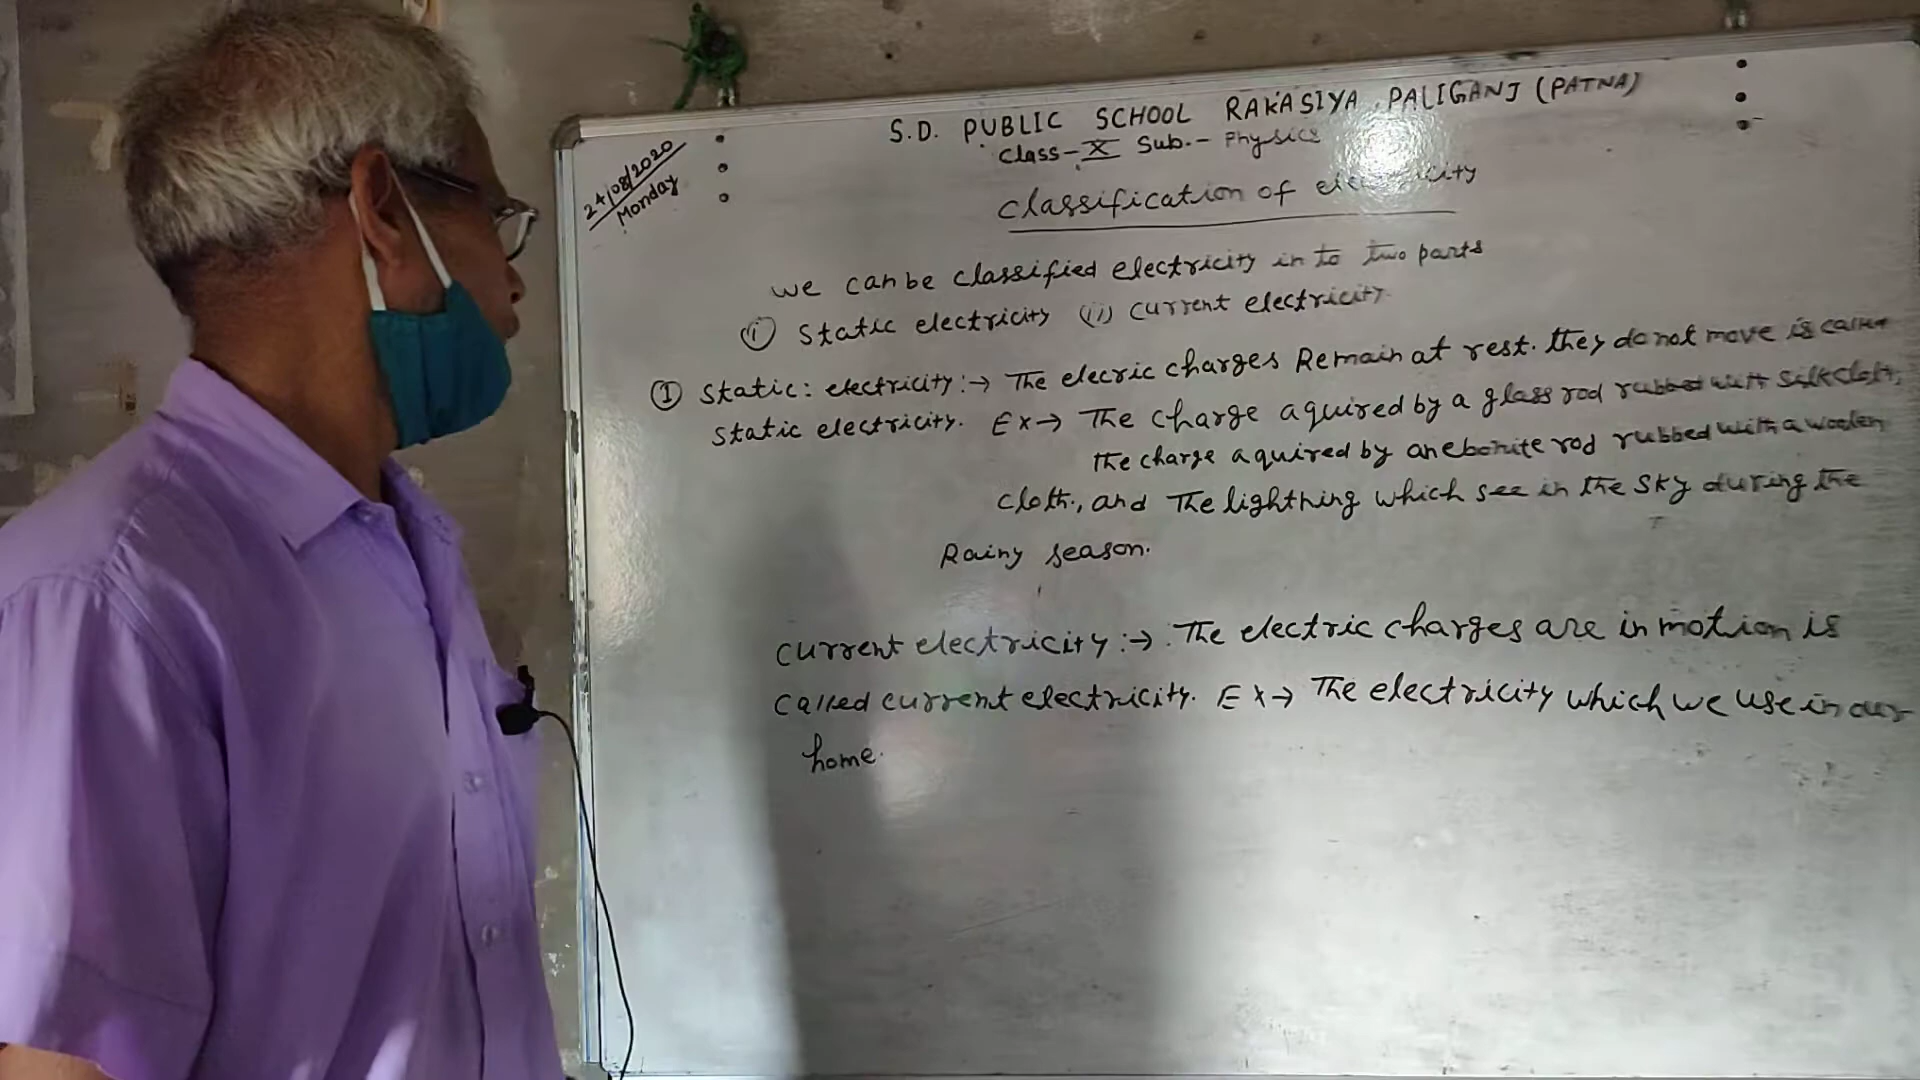 S.D. PUBLIC SCHOOL RAKASIYA, PALIGANJ (PATNA)
Class-X Sub.- Physics
24/08/2020
Monday
classification of electricity
we can be classified electricity in to two parts
(i) Static electricity (ii) current electricity.
(1) Static: electricity:→ The elecric charges Remain at rest. they do not move is called
static electricity. Ex→ The charge aquired by a glass rod rubbed with silk cloth,
the charge aquired by an ebonite rod rubbed with a woolen
cloth., and The lighthing which see in the sky during the
Rainy season.
current electricity:→ The electric charges are in motion is
called current electricity. Ex→ The electricity which we use in our
home.